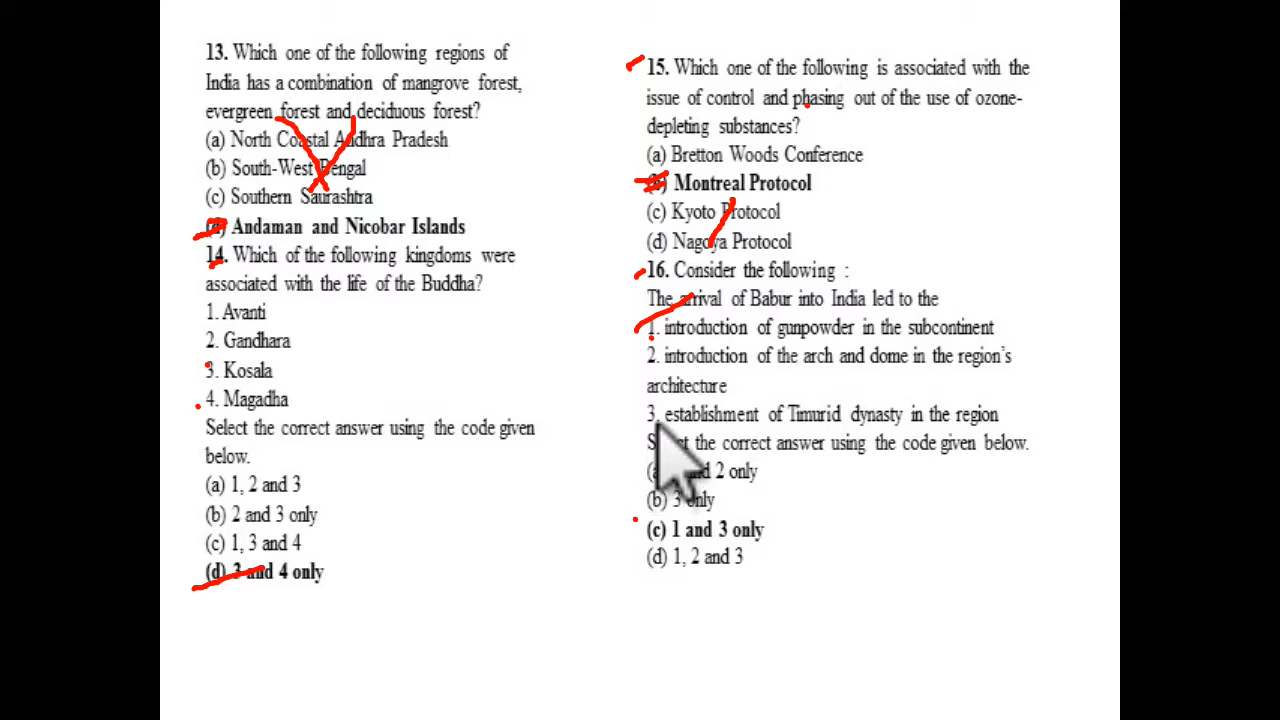 13. Which one of the following regions of
India has a combination of mangrove forest,
evergreen forest and deciduous forest?
(a) North Coastal Andhra Pradesh
(b) South-West Bengal
(c) Southern Saurashtra
(d) Andaman and Nicobar Islands
14. Which of the following kingdoms were
associated with the life of the Buddha?
1. Avanti
2. Gandhara
3. Kosala
4. Magadha
Select the correct answer using the code given
below.
(a) 1, 2 and 3
(b) 2 and 3 only
(c) 1, 3 and 4
(d) 3 and 4 only
15. Which one of the following is associated with the
issue of control and phasing out of the use of ozone-
depleting substances?
(a) Bretton Woods Conference
(b) Montreal Protocol
(c) Kyoto Protocol
(d) Nagoya Protocol
16. Consider the following :
The arrival of Babur into India led to the
1. introduction of gunpowder in the subcontinent
2. introduction of the arch and dome in the region's
architecture
3. establishment of Timurid dynasty in the region
Select the correct answer using the code given below.
2 only
(b) 3 only
(c) 1 and 3 only
(d) 1, 2 and 3